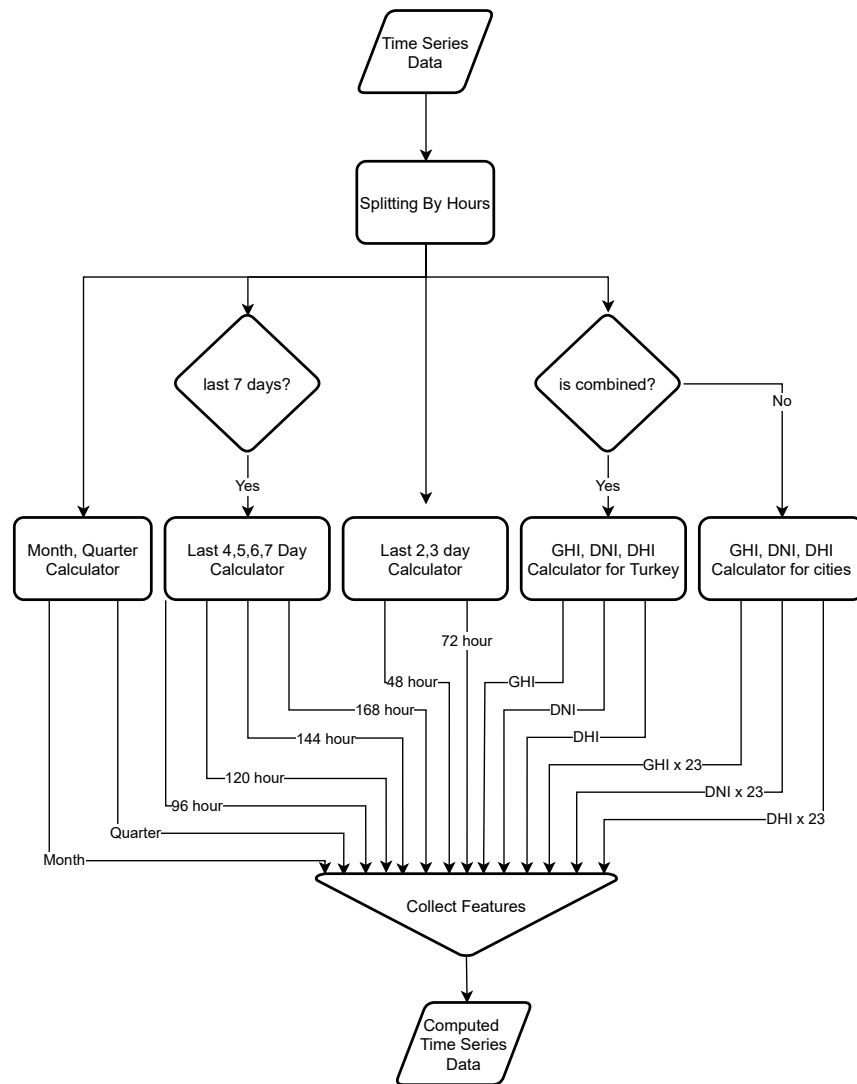 Time Series
Data
Splitting By Hours
last 7 days?
is combined?
No
Yes
Yes
Month, Quarter
Calculator
Last 4,5,6,7 Day
Calculator
Last 2,3 day
Calculator
GHI, DNI, DHI
Calculator for Turkey
GHI, DNI, DHI
Calculator for cities
72 hour
48 hour
GHI
168 hour
DNI
144 hour
DHI
GHI x 23
120 hour
DNI x 23
96 hour
DHI x 23
Quarter
Month
Collect Features
Computed
Time Series
Data